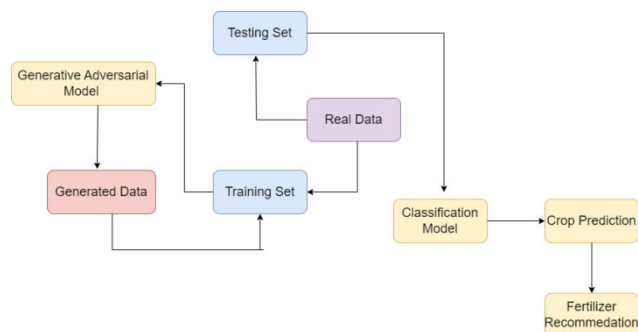 Testing Set
Generative Adversarial
Model
Real Data
Generated Data
Training Set
Classification
Model
Crop Prediction
Fertilizer
Recommedation